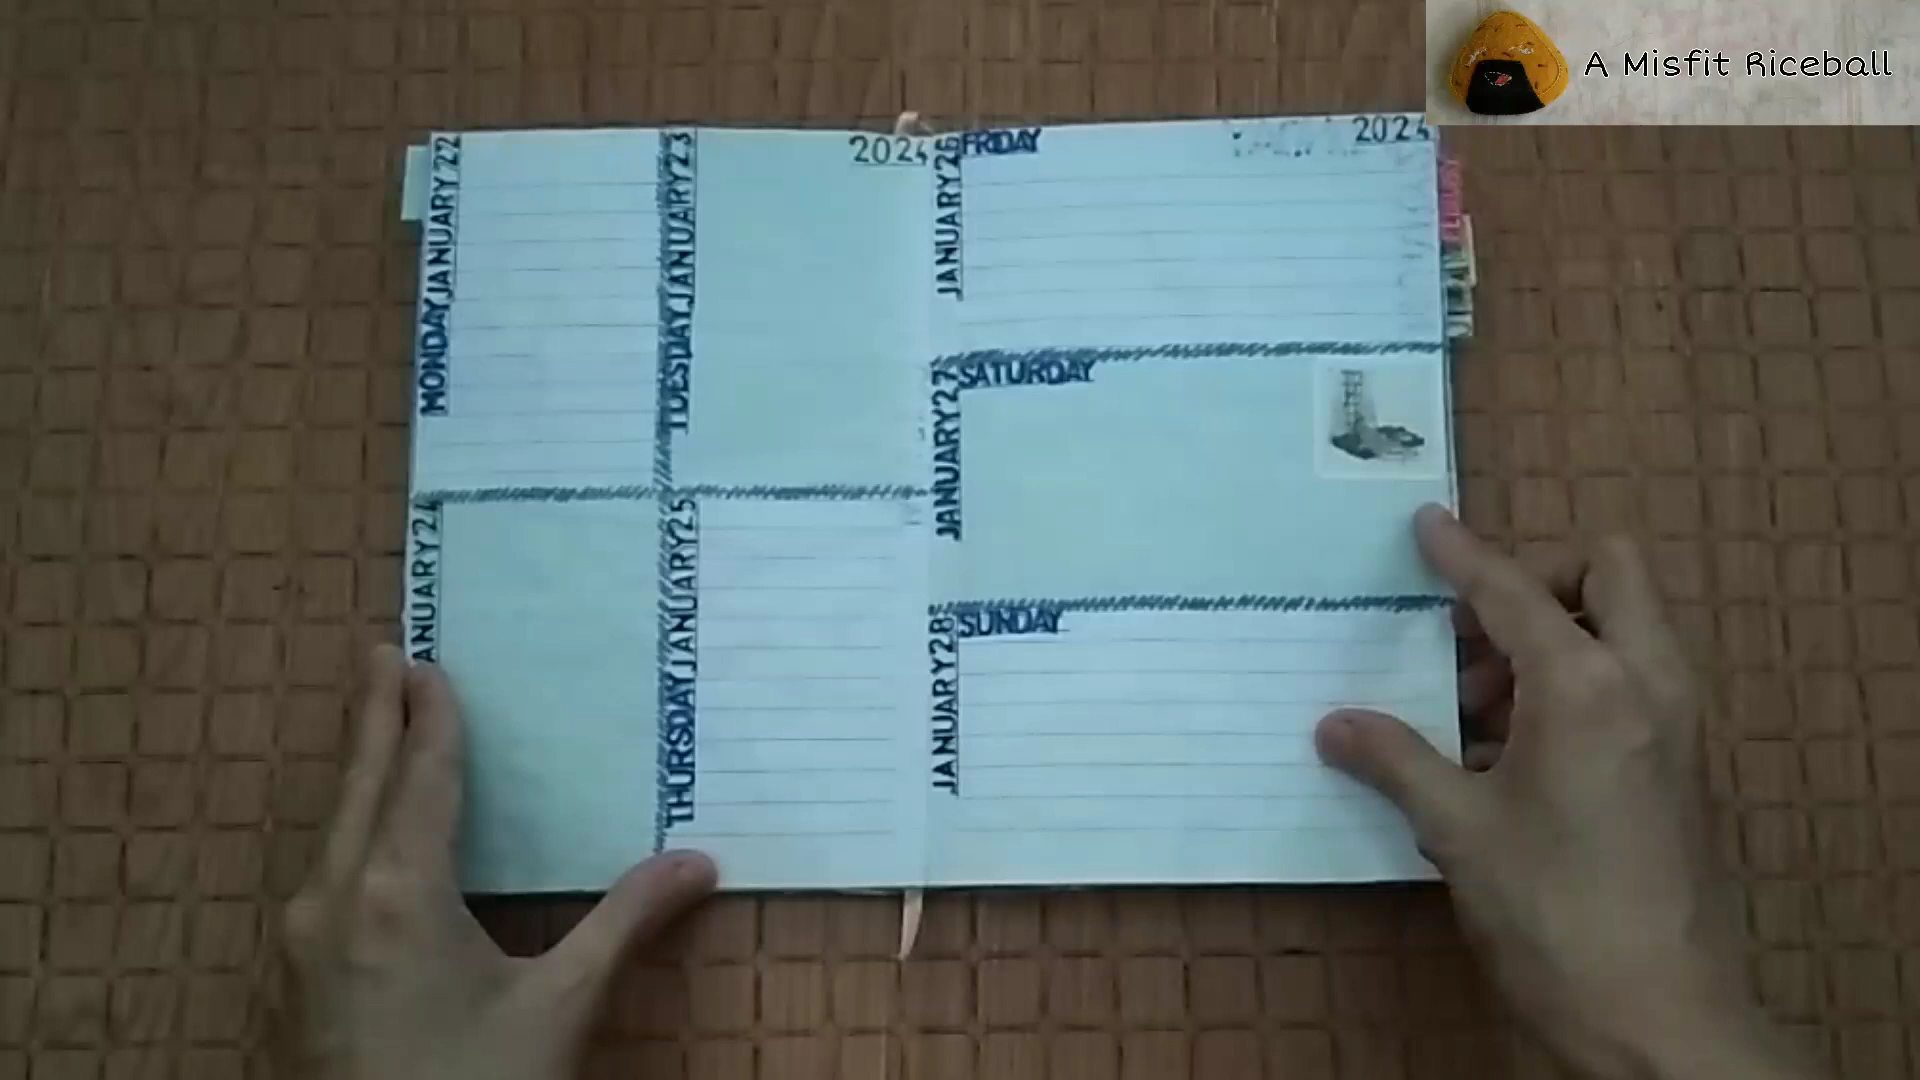 A Misfit Riceball
MONDAY JANUARY 22
TUESDAY JANUARY 23
2024
ANUARY 24
THURSDAY JANUARY 25
JANUARY 26
FRIDAY
2024
JANUARY 27
SATURDAY
JANUARY 28
SUNDAY